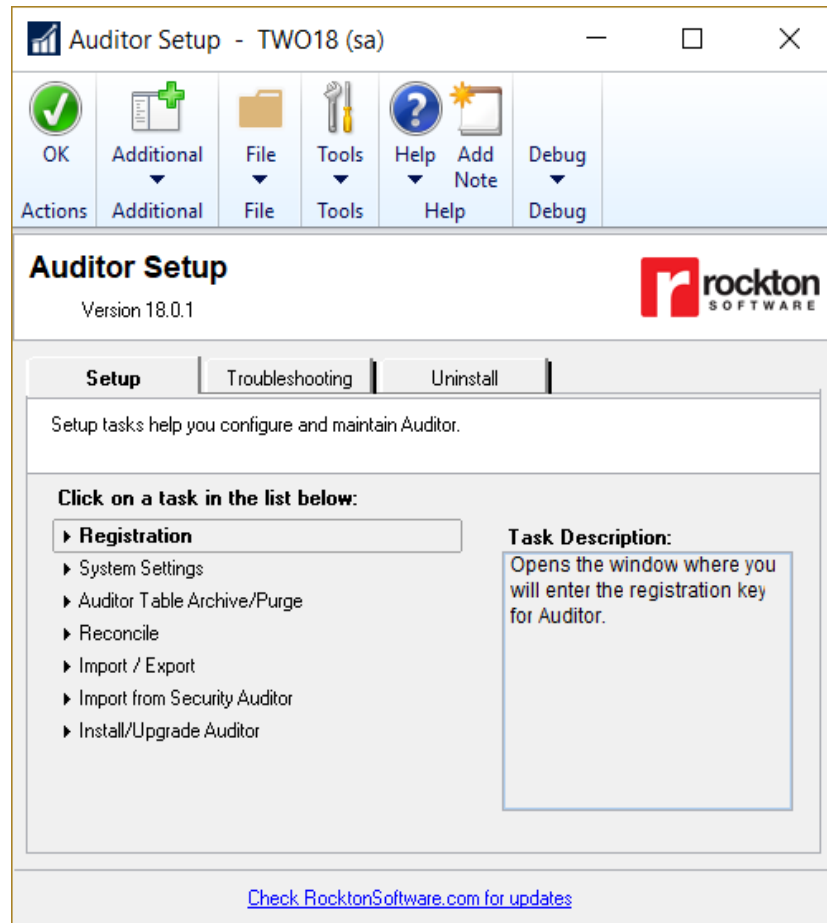 Auditor Setup - TWO18 (sa)
OK Additional File Tools Help Add Note Debug
Actions Additional File Tools Help Debug
Auditor Setup
Version 18.0.1
rockton
SOFTWARE
Setup Troubleshooting Uninstall
Setup tasks help you configure and maintain Auditor.
Click on a task in the list below:
Registration
System Settings
Auditor Table Archive/Purge
Reconcile
Import / Export
Import from Security Auditor
Install/Upgrade Auditor
Task Description:
Opens the window where you
will enter the registration key
for Auditor.
Check RocktonSoftware.com for updates